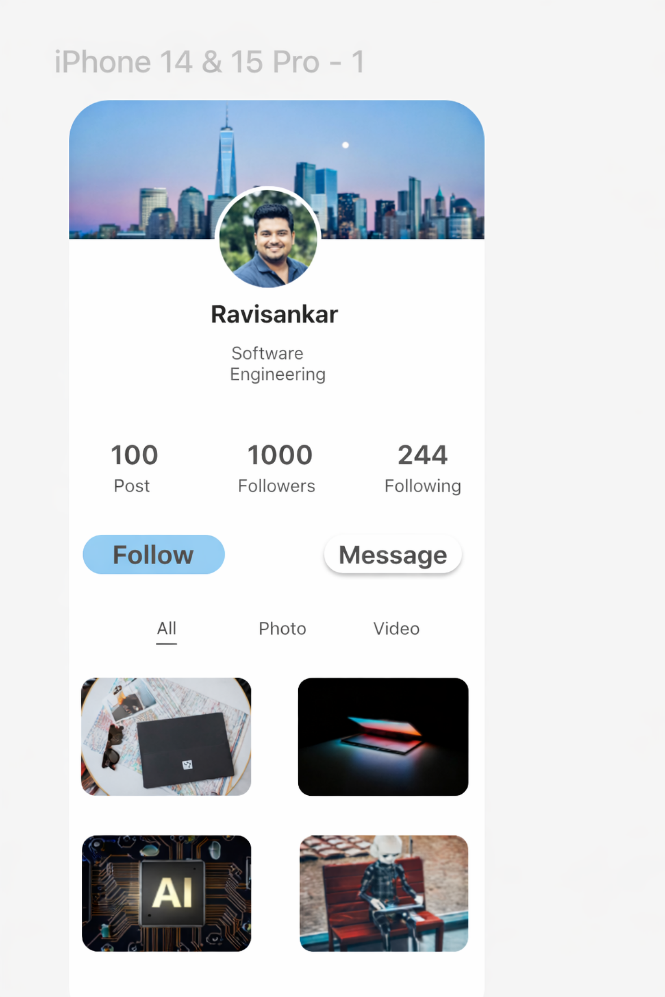 iPhone 14 & 15 Pro - 1
Ravisankar
Software
Engineering
100 1000 244
Post Followers Following
Follow Message
All Photo Video
AI